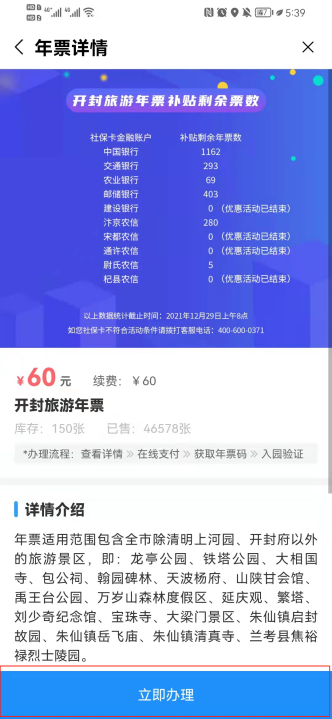 5:39
年票详情
开封旅游年票补贴剩余票数
社保卡金融账户 补贴剩余年票数
中国银行 1162
交通银行 293
农业银行 69
邮储银行 403
建设银行 0 （优惠活动已结束）
汴京农信 280
宋都农信 0 （优惠活动已结束）
通许农信 0 （优惠活动已结束）
尉氏农信 5
杞县农信 0 （优惠活动已结束）
以上数据统计截止时间：2021年12月29日上午8点
如您社保卡不符合活动条件请拨打客服电话：400-600-0371
¥60元 续费：¥60
开封旅游年票
库存：150张 已售：46578张
*办理流程：查看详情 » 在线支付 » 获取年票码 » 入园验证
详情介绍
年票适用范围包含全市除清明上河园、开封府以外
的旅游景区，即：龙亭公园、铁塔公园、大相国
寺、包公祠、翰园碑林、天波杨府、山陕甘会馆、
禹王台公园、万岁山森林度假区、延庆观、繁塔、
刘少奇纪念馆、宝珠寺、大梁门景区、朱仙镇启封
故园、朱仙镇岳飞庙、朱仙镇清真寺、兰考县焦裕
禄烈士陵园。
立即办理